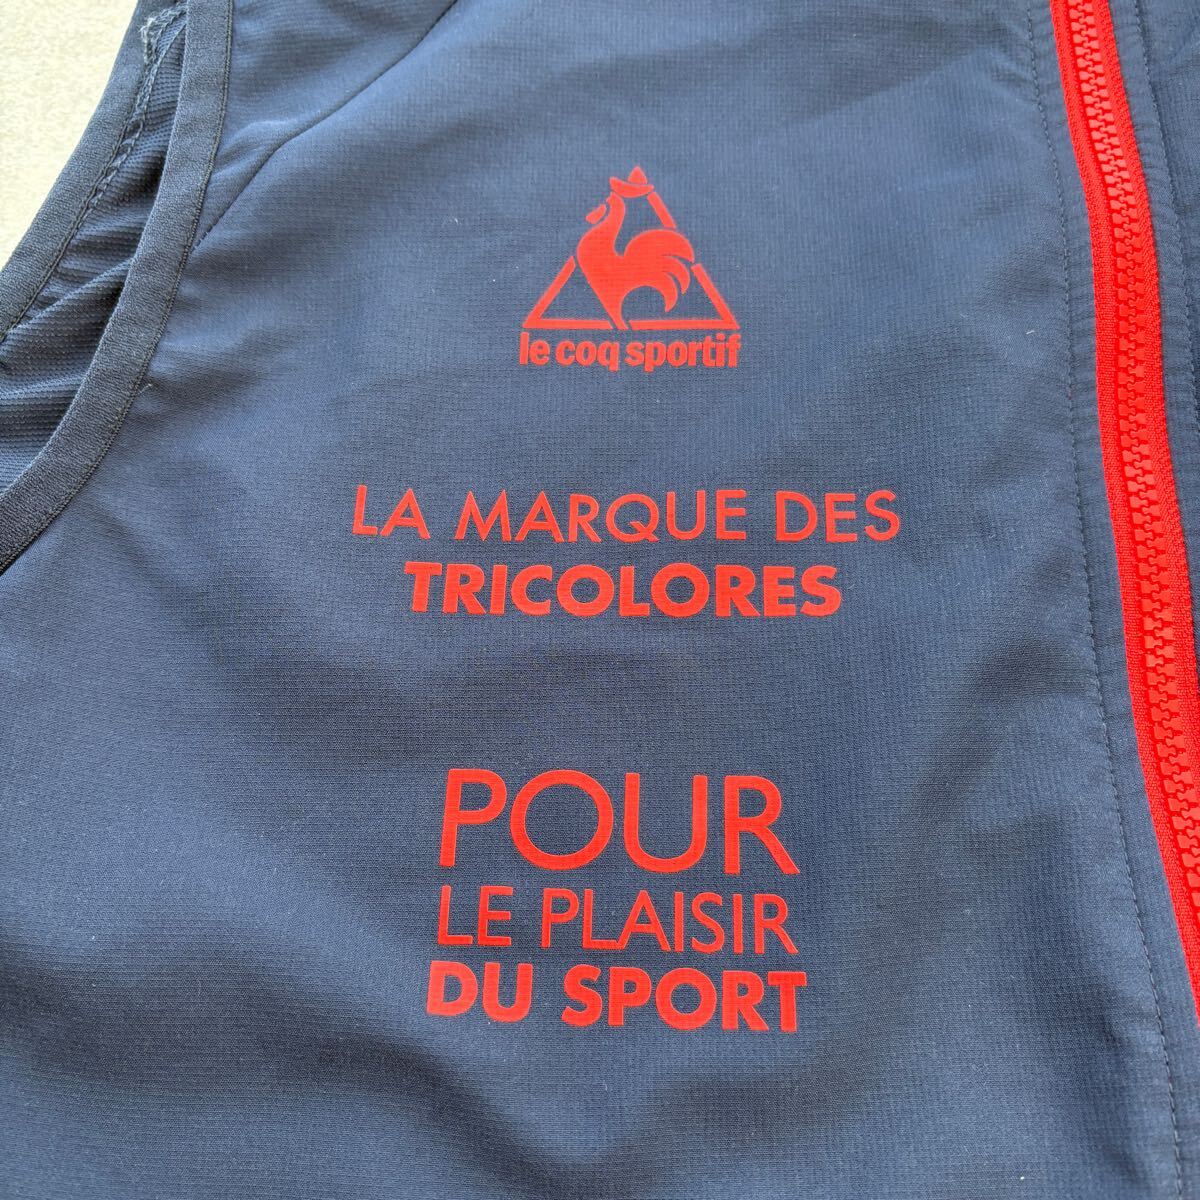 le coq sportif
LA MARQUE DES
TRICOLORES
POUR
LE PLAISIR
DU SPORT